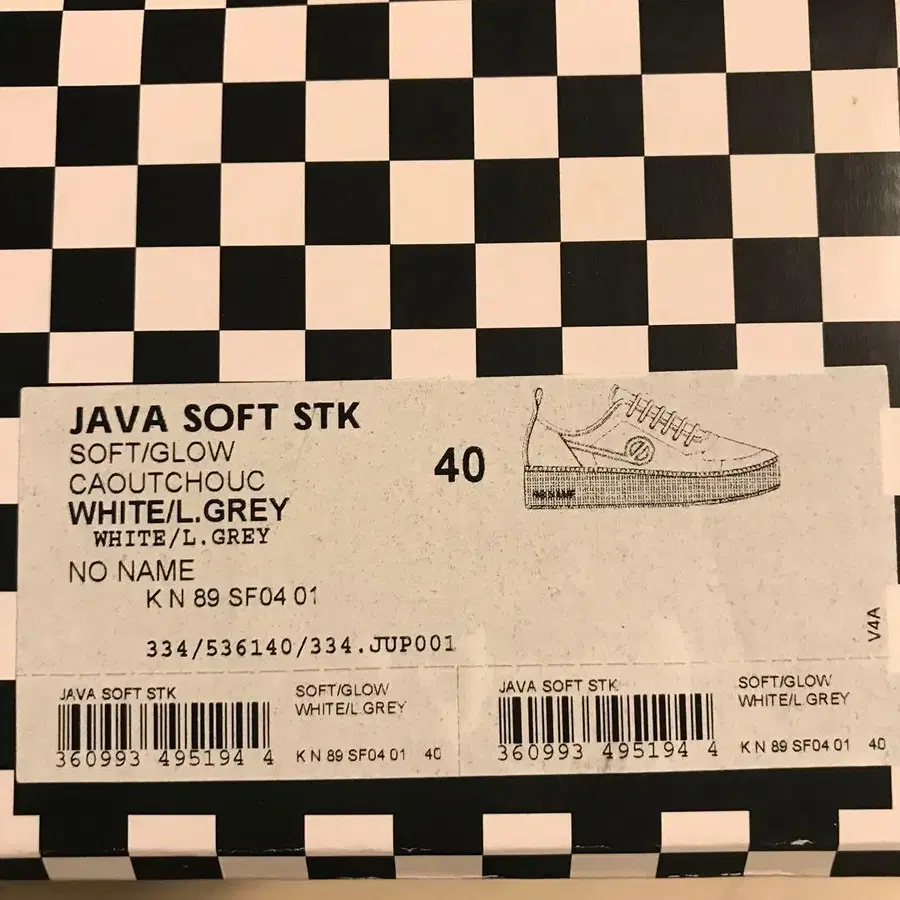 JAVA SOFT STK
SOFT/GLOW
CAOUTCHOUC
WHITE/L.GREY
WHITE/L.GREY
NO NAME
K N 89 SF04 01
334/536140/334.JUP001
40
NO NAME
V4A
JAVA SOFT STK
360993 495194 4
SOFT/GLOW
WHITE/L.GREY
K N 89 SF04 01 40
JAVA SOFT STK
360993 495194 4
SOFT/GLOW
WHITE/L.GREY
K N 89 SF04 01 40